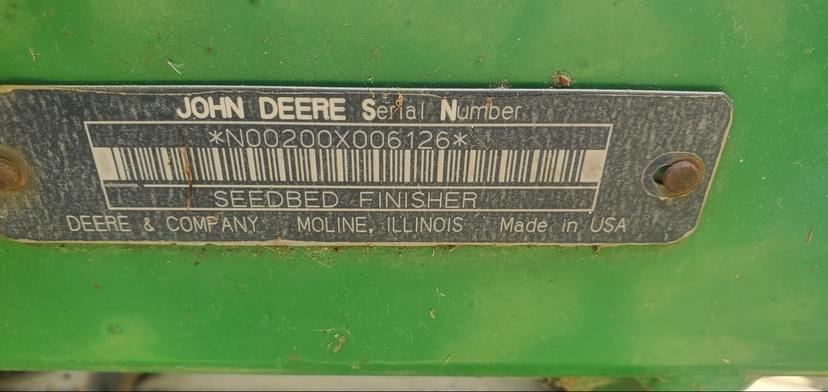 JOHN DEERE Serial Number
*N00200X006126*
SEEDBED FINISHER
DEERE & COMPANY MOLINE, ILLINOIS Made in USA